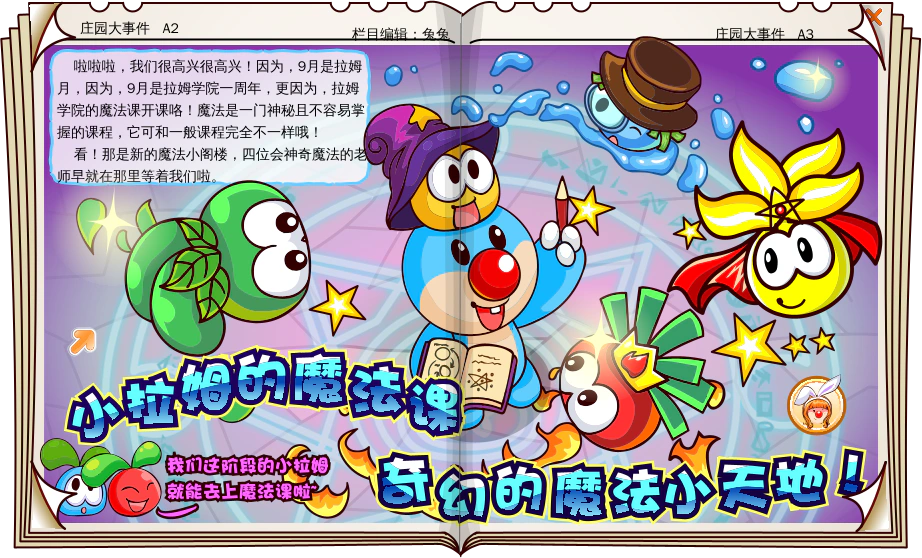 庄园大事件 A2
栏目编辑：兔兔
庄园大事件 A3
啦啦啦，我们很高兴很高兴！因为，9月是拉姆
月，因为，9月是拉姆学院一周年，更因为，拉姆
学院的魔法课开课咯！魔法是一门神秘且不容易掌
握的课程，它可和一般课程完全不一样哦！
看！那是新的魔法小阁楼，四位会神奇魔法的老
师早就在那里等着我们啦。
小拉姆的魔法课
奇幻的魔法小天地！
我们这阶段的小拉姆
就能去上魔法课啦~